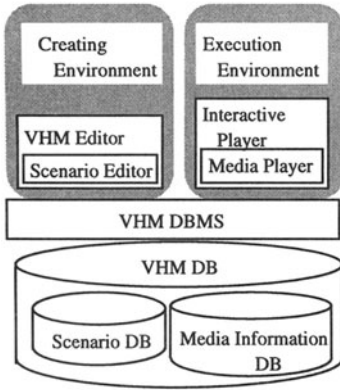 Creating
Environment
Execution
Environment
VHM Editor
Scenario Editor
Interactive
Player
Media Player
VHM DBMS
VHM DB
Scenario DB
Media Information
DB